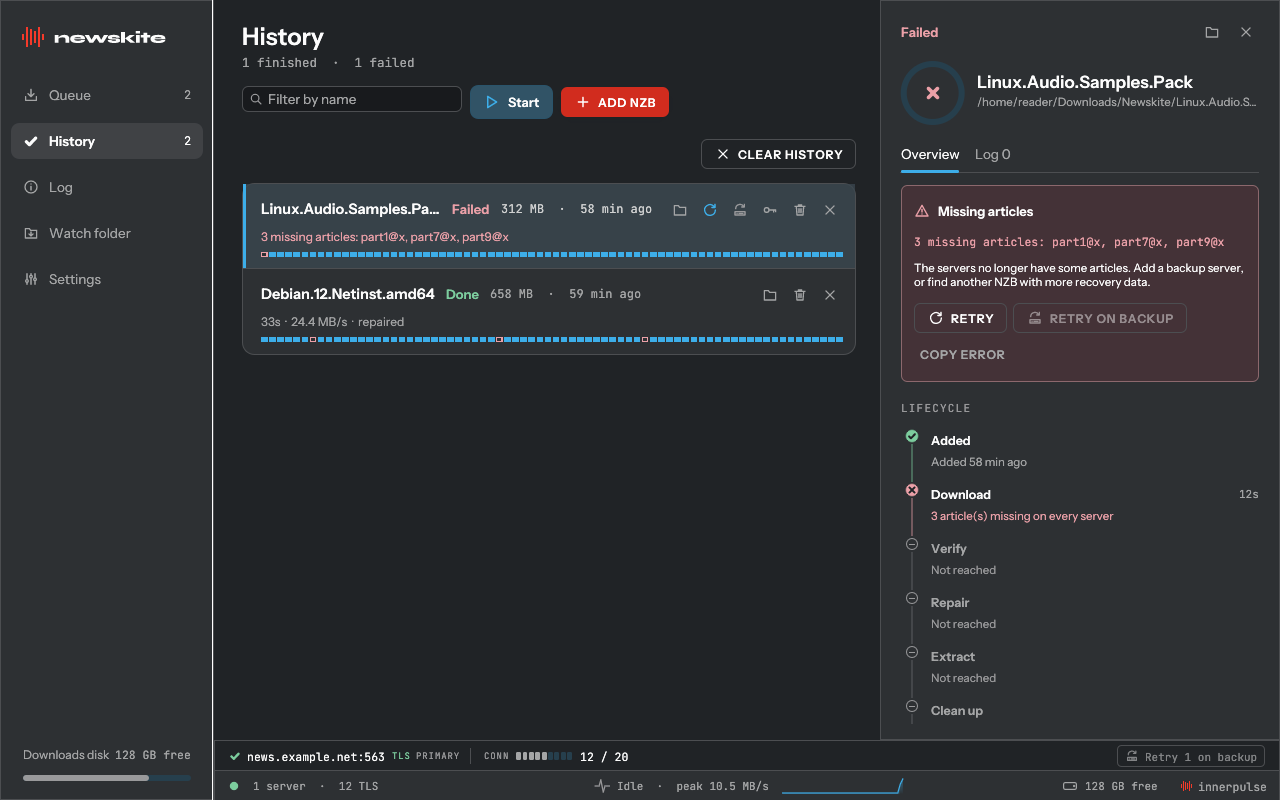 newskite
Queue 2
History 2
Log
Watch folder
Settings
Downloads disk 128 GB free
History
1 finished · 1 failed
Filter by name
Start
ADD NZB
CLEAR HISTORY
Linux.Audio.Samples.Pa... Failed 312 MB · 58 min ago
3 missing articles: part1@x, part7@x, part9@x
Debian.12.Netinst.amd64 Done 658 MB · 59 min ago
33s · 24.4 MB/s · repaired
Failed
Linux.Audio.Samples.Pack
/home/reader/Downloads/Newskite/Linux.Audio.S...
Overview Log 0
Missing articles
3 missing articles: part1@x, part7@x, part9@x
The servers no longer have some articles. Add a backup server,
or find another NZB with more recovery data.
RETRY RETRY ON BACKUP
COPY ERROR
LIFECYCLE
Added
Added 58 min ago
Download 12s
3 article(s) missing on every server
Verify
Not reached
Repair
Not reached
Extract
Not reached
Clean up
news.example.net:563 TLS PRIMARY CONN 12 / 20
Retry 1 on backup
1 server · 12 TLS
Idle · peak 10.5 MB/s
128 GB free
innerpulse